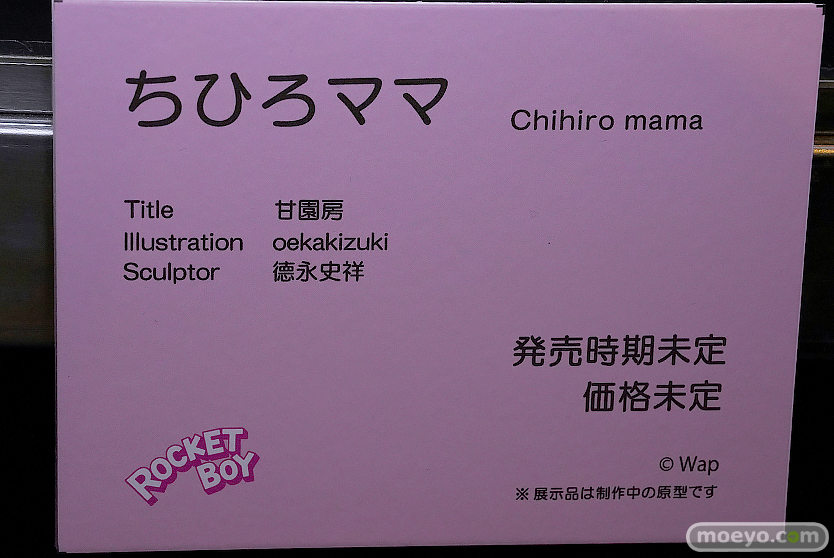 ちひろママ Chihiro mama
Title 甘園房
Illustration oekakizuki
Sculptor 德永史祥
発売時期未定
価格未定
ROCKET
BOY
© Wap
※展示品は制作中の原型です
moeyo.com